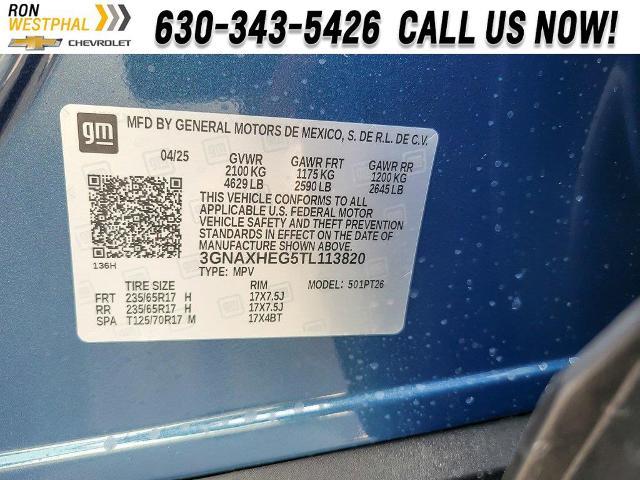 RON
WESTPHAL
CHEVROLET
630-343-5426 CALL US NOW!
gm
MFD BY GENERAL MOTORS DE MEXICO, S. DE R.L. DE C.V.
04/25 GVWR GAWR FRT GAWR RR
2100 KG 1175 KG 1200 KG
4629 LB 2590 LB 2645 LB
THIS VEHICLE CONFORMS TO ALL
APPLICABLE U.S. FEDERAL MOTOR
VEHICLE SAFETY AND THEFT PREVENTION
STANDARDS IN EFFECT ON THE DATE OF
MANUFACTURE SHOWN ABOVE.
136H
3GNAXHEG5TL113820
TYPE: MPV
TIRE SIZE RIM MODEL: 501PT26
FRT 235/65R17 H 17X7.5J
RR 235/65R17 H 17X7.5J
SPA T125/70R17 M 17X4BT